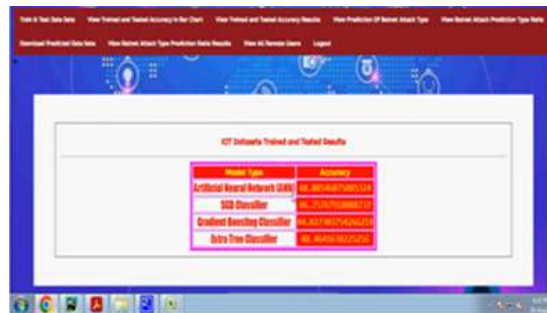 Train & Test Data Sets View Trained and Tested Accuracy in Bar Chart View Trained and Tested Accuracy Results View Prediction Of Botnet Attack Type View Botnet Attack Prediction Type Ratio
Download Predicted Data Sets View Botnet Attack Type Prediction Ratio Results View All Remote Users Logout
IOT Datasets Trained and Tested Results
Model Type Accuracy
Artificial Neural Network (ANN)
SGD Classifier
Gradient Boosting Classifier
Extra Tree Classifier